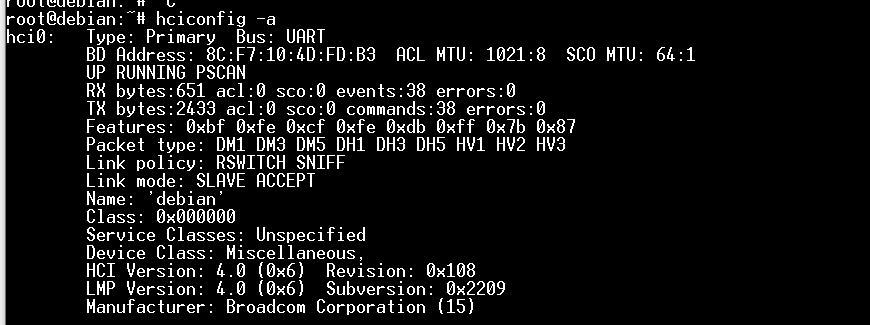 root@debian:~# ^C
root@debian:~# hciconfig -a
hci0:   Type: Primary  Bus: UART
        BD Address: 8C:F7:10:4D:FD:B3  ACL MTU: 1021:8  SCO MTU: 64:1
        UP RUNNING PSCAN
        RX bytes:651 acl:0 sco:0 events:38 errors:0
        TX bytes:2433 acl:0 sco:0 commands:38 errors:0
        Features: 0xbf 0xfe 0xcf 0xfe 0xdb 0xff 0x7b 0x87
        Packet type: DM1 DM3 DM5 DH1 DH3 DH5 HV1 HV2 HV3
        Link policy: RSWITCH SNIFF
        Link mode: SLAVE ACCEPT
        Name: 'debian'
        Class: 0x000000
        Service Classes: Unspecified
        Device Class: Miscellaneous,
        HCI Version: 4.0 (0x6)  Revision: 0x108
        LMP Version: 4.0 (0x6)  Subversion: 0x2209
        Manufacturer: Broadcom Corporation (15)